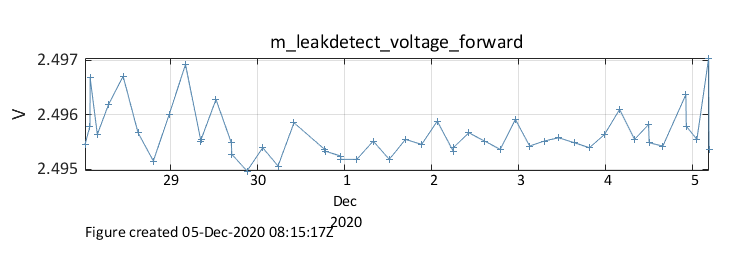 m_leakdetect_voltage_forward
2.497
2.496
2.495
V
29 30 1 2 3 4 5
Dec
2020
Figure created 05-Dec-2020 08:15:17Z